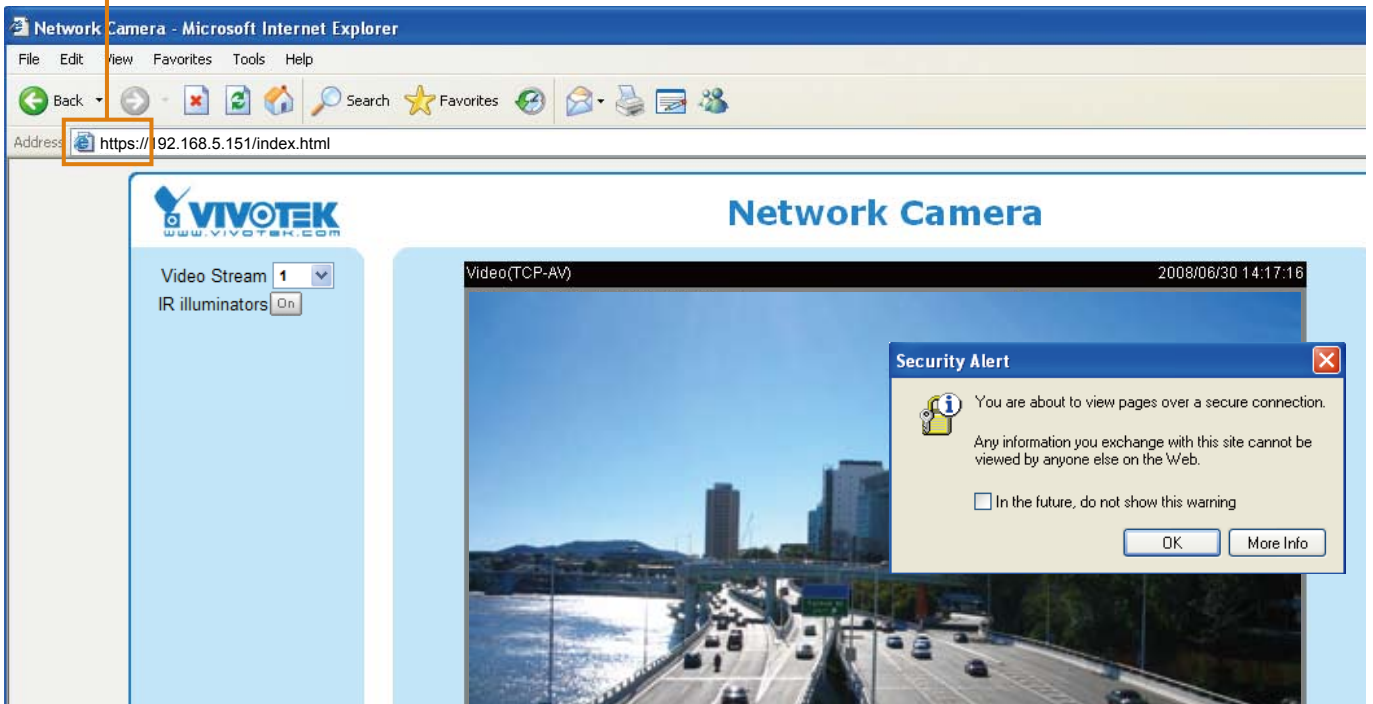 Network Camera - Microsoft Internet Explorer
File Edit View Favorites Tools Help
Back Search Favorites
Address https://192.168.5.151/index.html
VIVOTEK
www.vivotek.com
Network Camera
Video Stream 1
IR illuminators On
Video(TCP-AV) 2008/06/30 14:17:16
Security Alert
You are about to view pages over a secure connection.
Any information you exchange with this site cannot be
viewed by anyone else on the Web.
In the future, do not show this warning
OK More Info